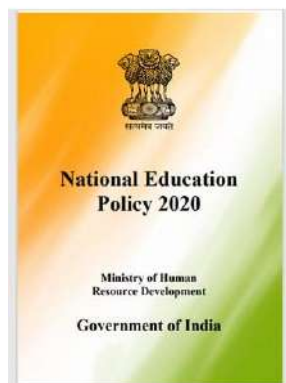 सत्यमेव जयते
National Education
Policy 2020
Ministry of Human
Resource Development
Government of India